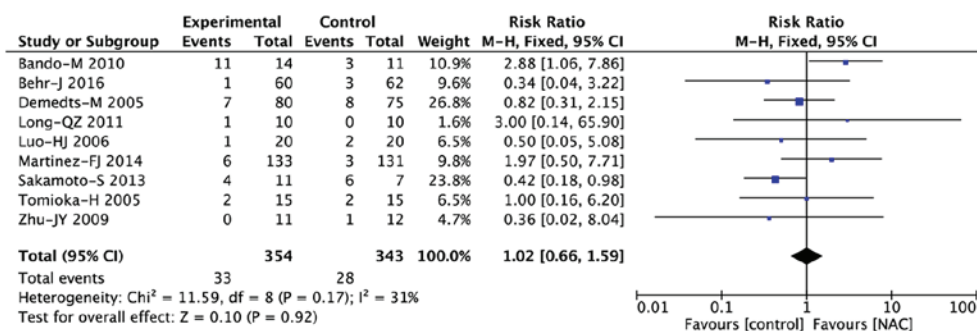 Experimental Control Risk Ratio Risk Ratio
Study or Subgroup Events Total Events Total Weight M-H, Fixed, 95% CI M-H, Fixed, 95% CI
Bando-M 2010 11 14 3 11 10.9% 2.88 [1.06, 7.86]
Behr-J 2016 1 60 3 62 9.6% 0.34 [0.04, 3.22]
Demedts-M 2005 7 80 8 75 26.8% 0.82 [0.31, 2.15]
Long-QZ 2011 1 10 0 10 1.6% 3.00 [0.14, 65.90]
Luo-HJ 2006 1 20 2 20 6.5% 0.50 [0.05, 5.08]
Martinez-FJ 2014 6 133 3 131 9.8% 1.97 [0.50, 7.71]
Sakamoto-S 2013 4 11 6 7 23.8% 0.42 [0.18, 0.98]
Tomioka-H 2005 2 15 2 15 6.5% 1.00 [0.16, 6.20]
Zhu-JY 2009 0 11 1 12 4.7% 0.36 [0.02, 8.04]
Total (95% CI) 354 343 100.0% 1.02 [0.66, 1.59]
Total events 33 28
Heterogeneity: Chi² = 11.59, df = 8 (P = 0.17); I² = 31%
Test for overall effect: Z = 0.10 (P = 0.92)
0.01 0.1 1 10 100
Favours [control] Favours [NAC]